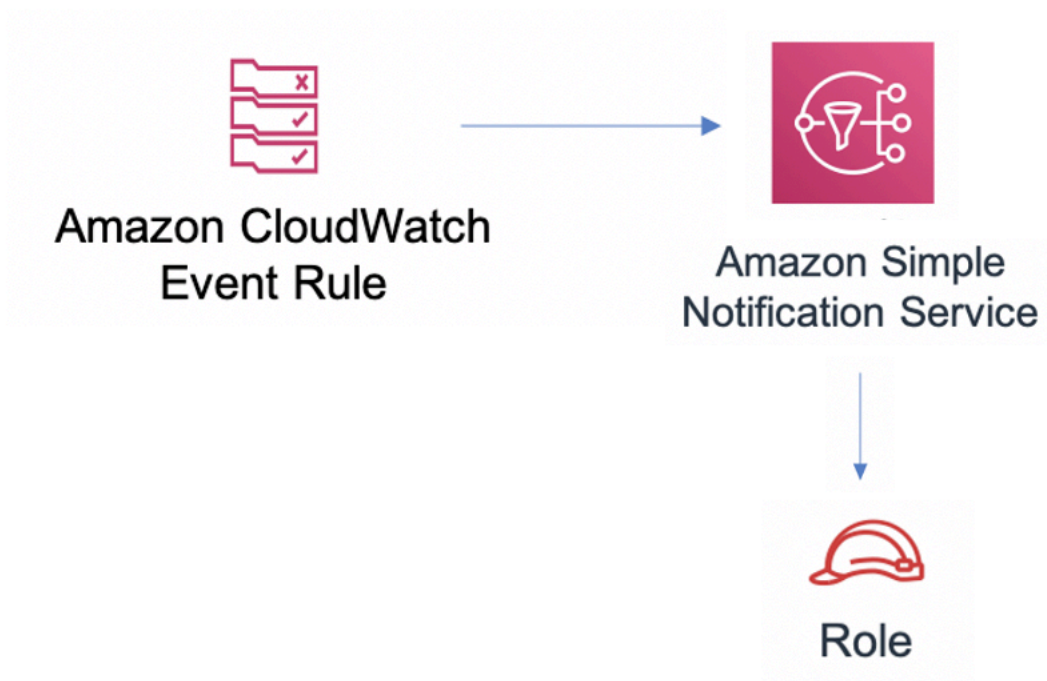 Amazon CloudWatch
Event Rule
Amazon Simple
Notification Service
Role